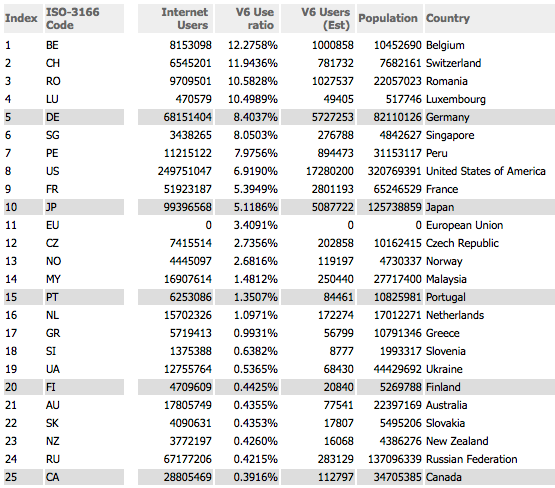 Index ISO-3166 Code Internet Users V6 Use ratio V6 Users (Est) Population Country
1 BE 8153098 12.2758% 1000858 10452690 Belgium
2 CH 6545201 11.9436% 781732 7682161 Switzerland
3 RO 9709501 10.5828% 1027537 22057023 Romania
4 LU 470579 10.4989% 49405 517746 Luxembourg
5 DE 68151404 8.4037% 5727253 82110126 Germany
6 SG 3438265 8.0503% 276788 4842627 Singapore
7 PE 11215122 7.9756% 894473 31153117 Peru
8 US 249751047 6.9190% 17280200 320769391 United States of America
9 FR 51923187 5.3949% 2801193 65246529 France
10 JP 99396568 5.1186% 5087722 125738859 Japan
11 EU 0 3.4091% 0 0 European Union
12 CZ 7415514 2.7356% 202858 10162415 Czech Republic
13 NO 4445097 2.6816% 119197 4730337 Norway
14 MY 16907614 1.4812% 250440 27717400 Malaysia
15 PT 6253086 1.3507% 84461 10825981 Portugal
16 NL 15702326 1.0971% 172274 17012271 Netherlands
17 GR 5719413 0.9931% 56799 10791346 Greece
18 SI 1375388 0.6382% 8777 1993317 Slovenia
19 UA 12755764 0.5365% 68430 44429692 Ukraine
20 FI 4709609 0.4425% 20840 5269788 Finland
21 AU 17805749 0.4355% 77541 22397169 Australia
22 SK 4090631 0.4353% 17807 5495206 Slovakia
23 NZ 3772197 0.4260% 16068 4386276 New Zealand
24 RU 67177206 0.4215% 283129 137096339 Russian Federation
25 CA 28805469 0.3916% 112797 34705385 Canada